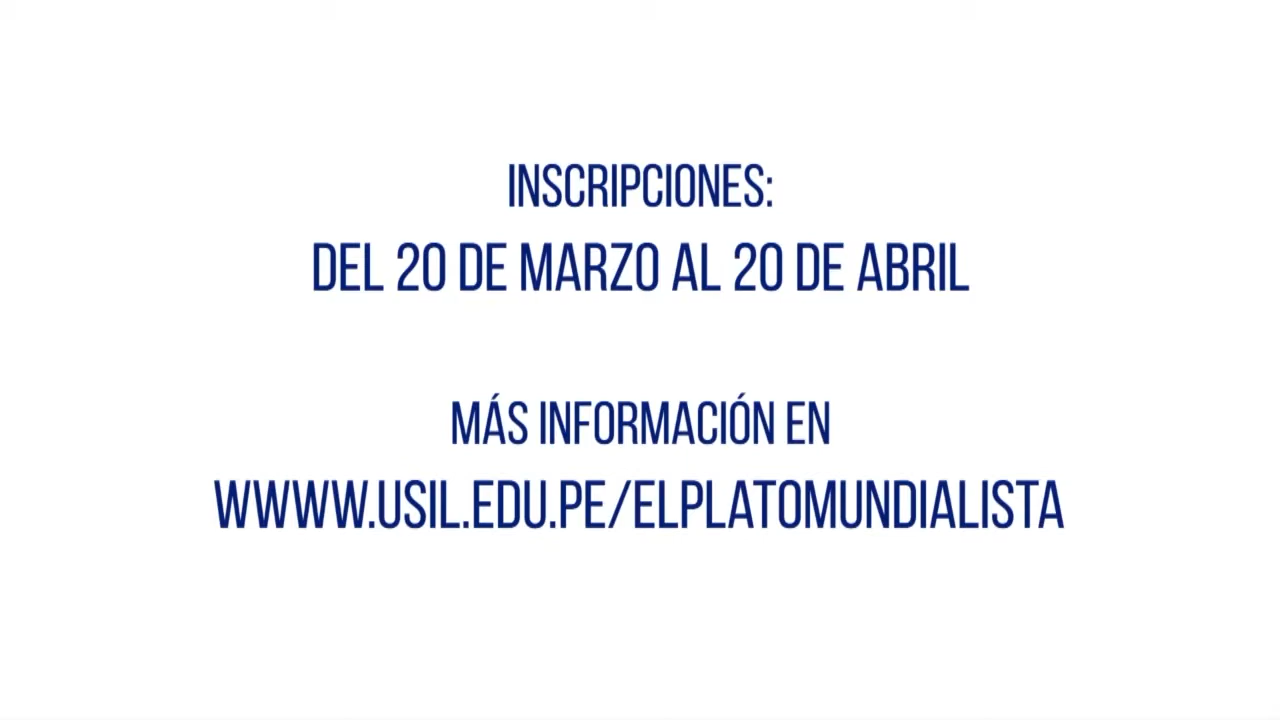 INSCRIPCIONES:
DEL 20 DE MARZO AL 20 DE ABRIL
MÁS INFORMACIÓN EN
WWWW.USIL.EDU.PE/ELPLATOMUNDIALISTA